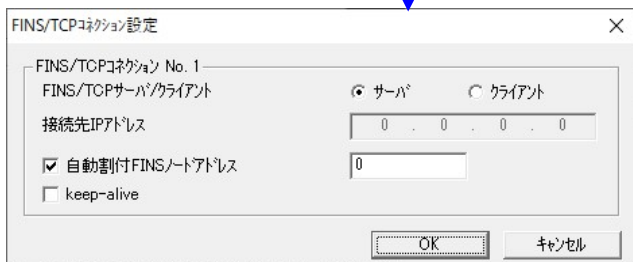 FINS/TCPｺﾈｸｼｮﾝ設定
FINS/TCPｺﾈｸｼｮﾝ No. 1
FINS/TCPｻｰﾊﾞ/ｸﾗｲｱﾝﾄ ｻｰﾊﾞ ｸﾗｲｱﾝﾄ
接続先IPｱﾄﾞﾚｽ 0 . 0 . 0 . 0
自動割付FINSﾉｰﾄﾞｱﾄﾞﾚｽ 0
keep-alive
OK ｷｬﾝｾﾙ